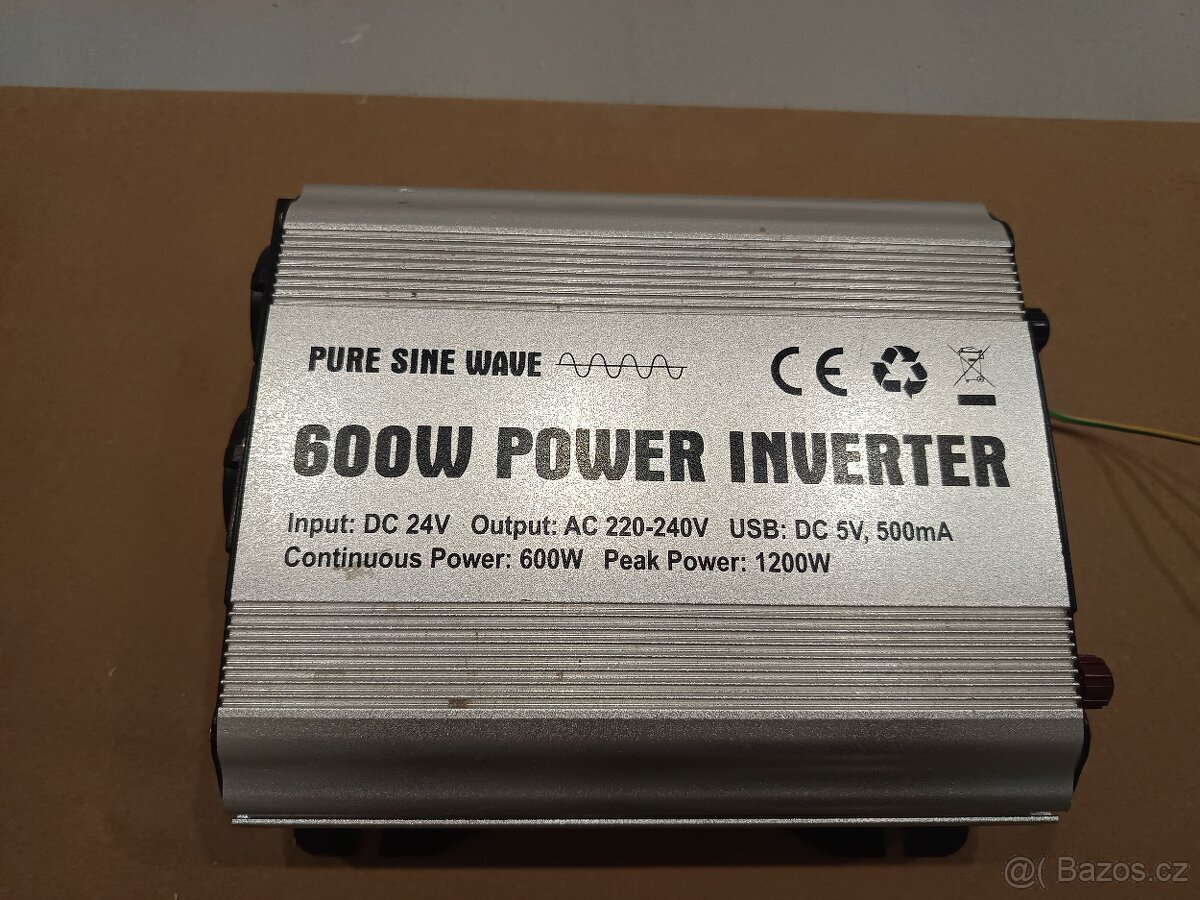 PURE SINE WAVE
CE
600W POWER INVERTER
Input: DC 24V Output: AC 220-240V USB: DC 5V, 500mA
Continuous Power: 600W Peak Power: 1200W
@( Bazos.cz